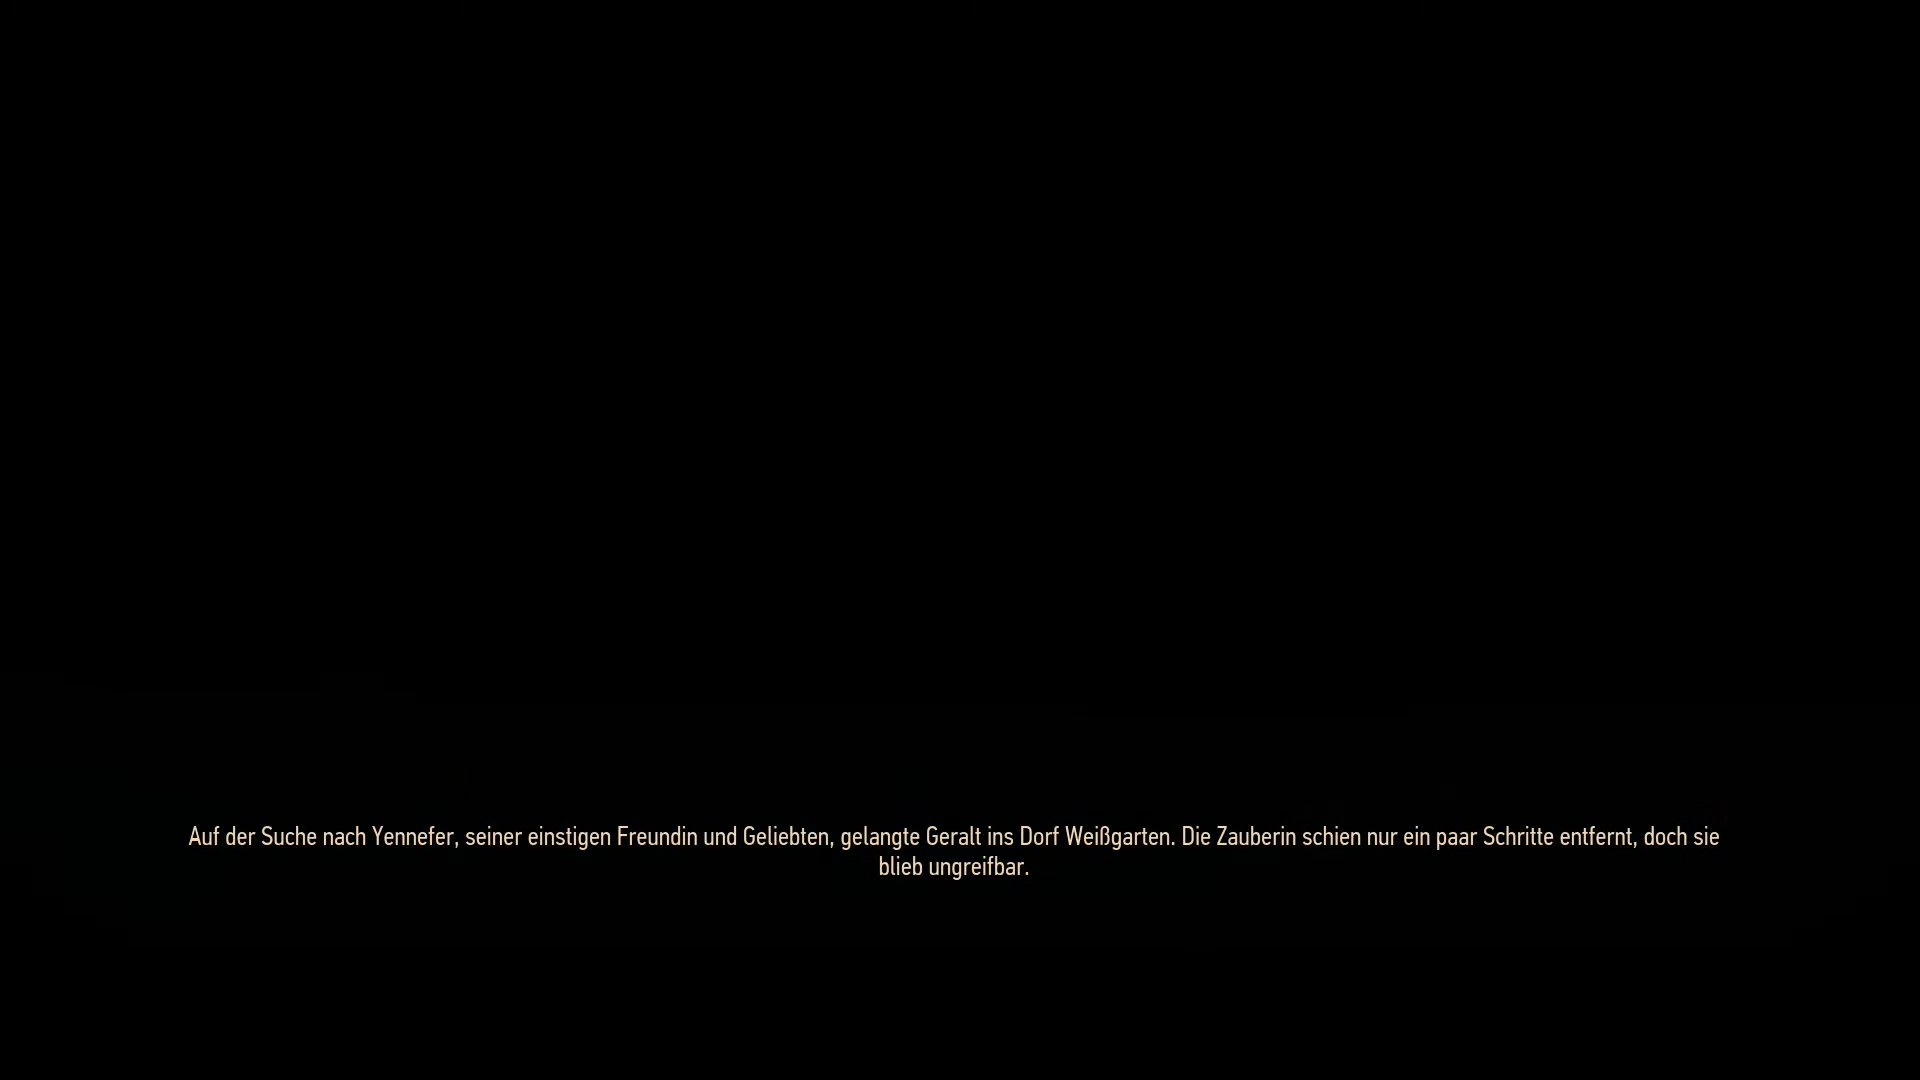 Auf der Suche nach Yennefer, seiner einstigen Freundin und Geliebten, gelangte Geralt ins Dorf Weißgarten. Die Zauberin schien nur ein paar Schritte entfernt, doch sie
blieb ungreifbar.